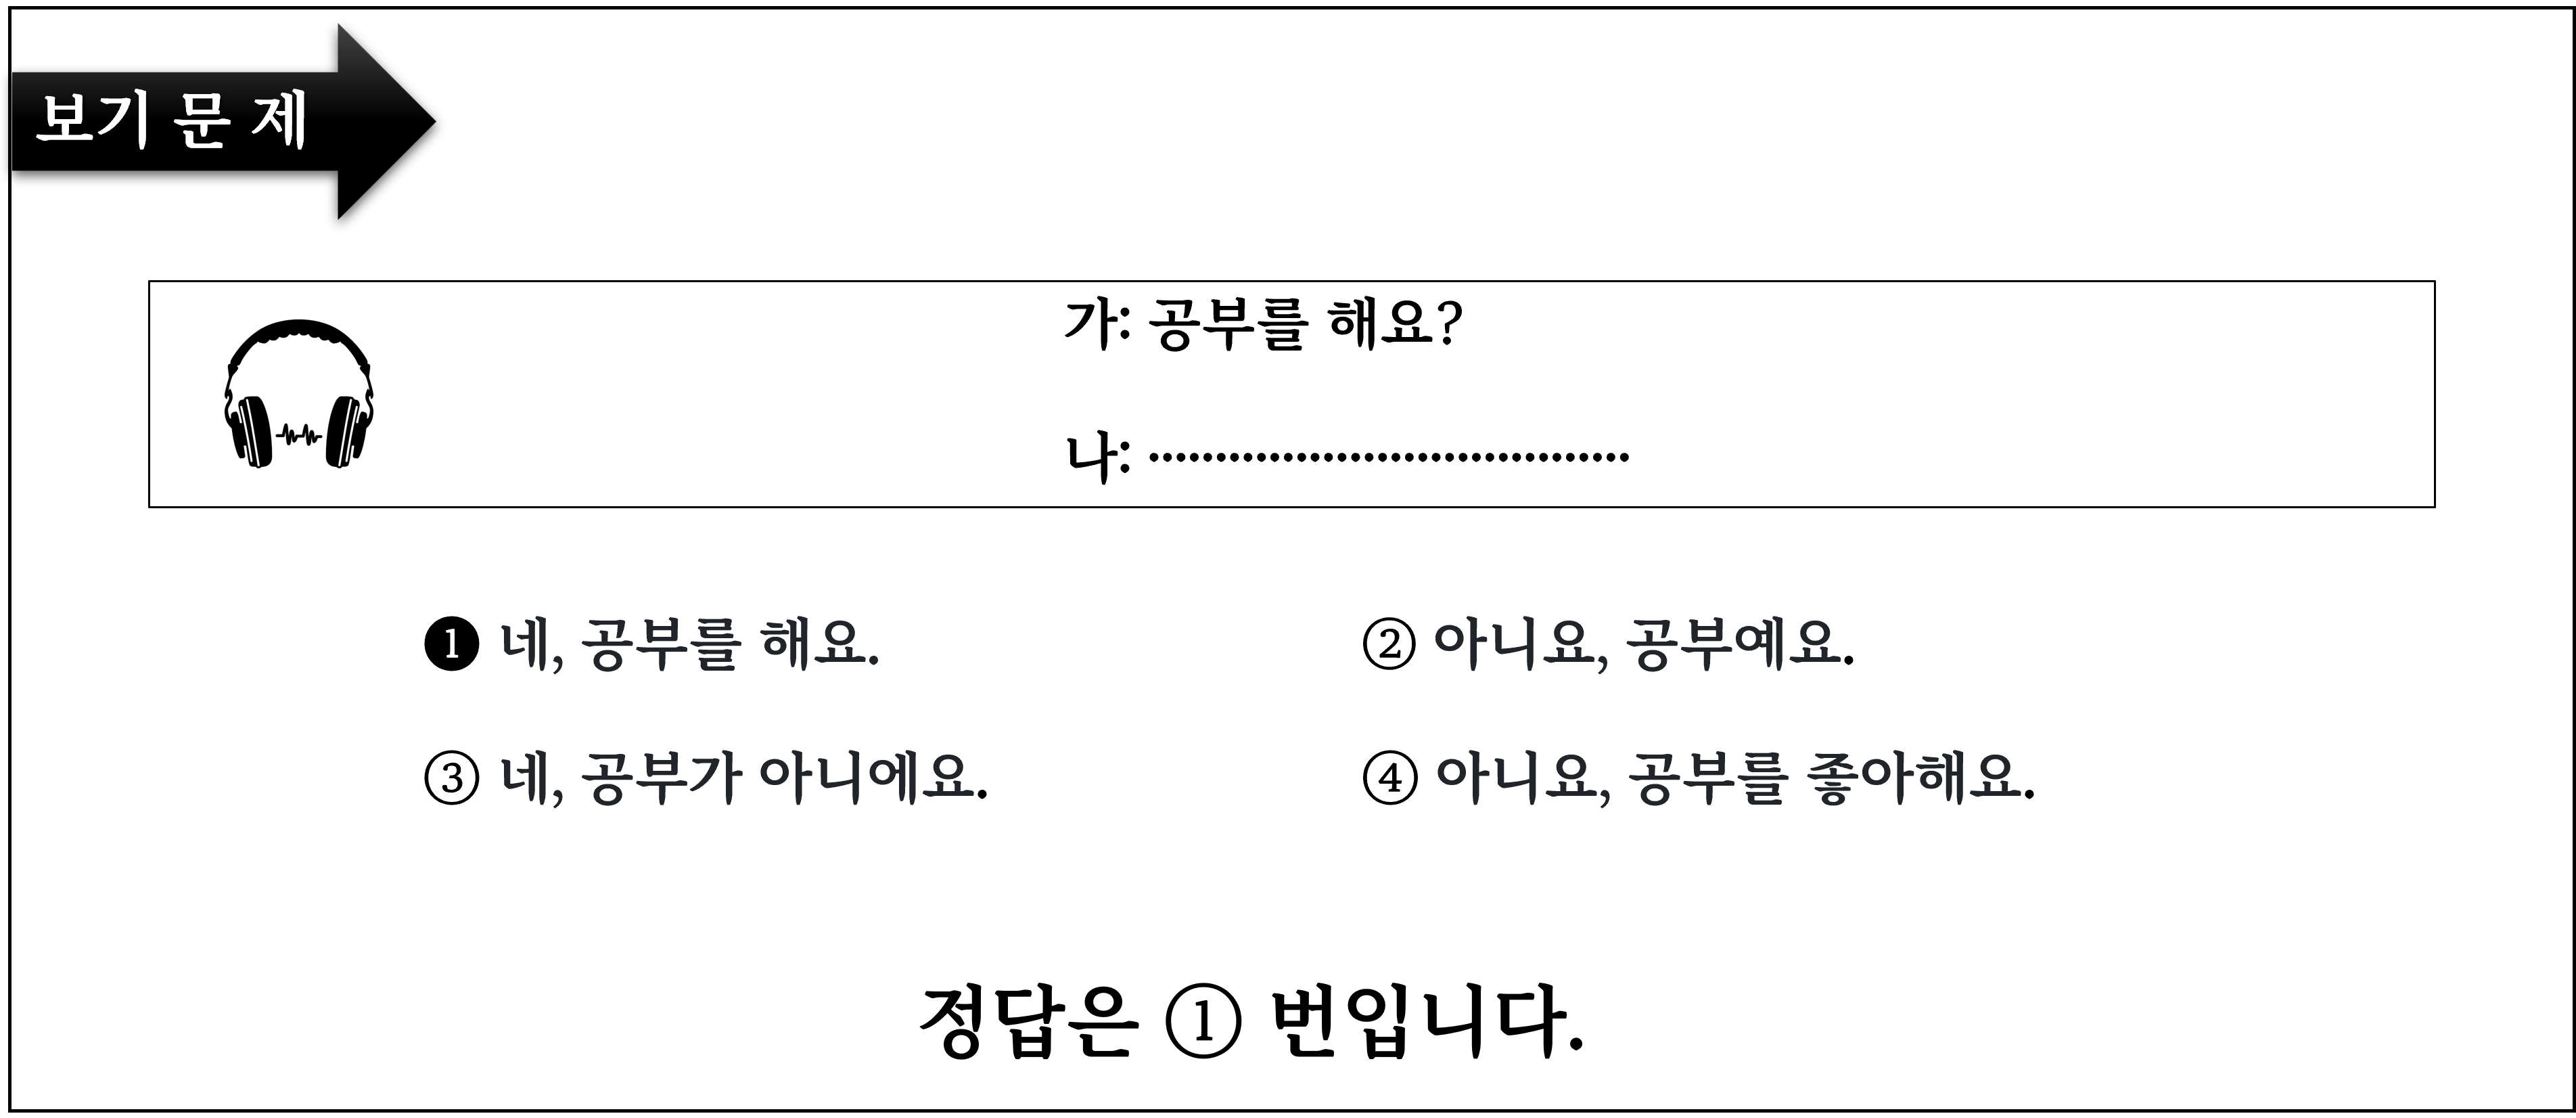 보기 문 제
가: 공부를 해요?
나: ....................................
❶ 네, 공부를 해요.
② 아니요, 공부예요.
③ 네, 공부가 아니에요.
④ 아니요, 공부를 좋아해요.
정답은 ① 번입니다.